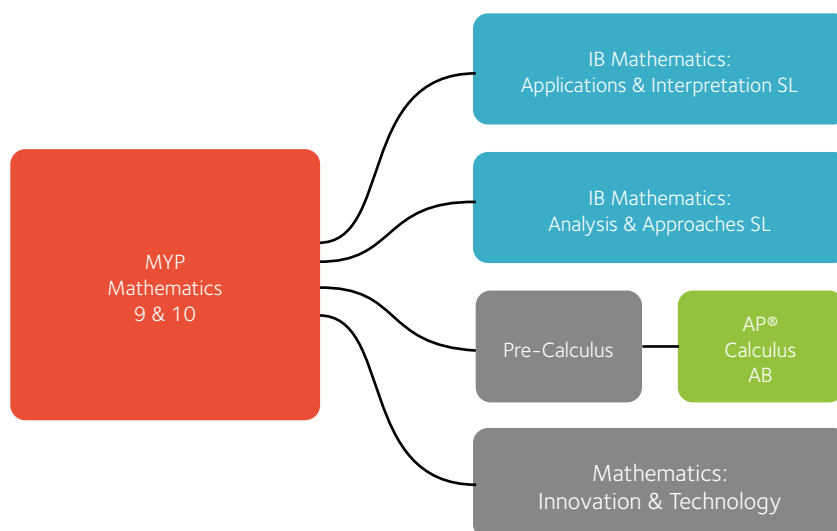 IB Mathematics:
Applications & Interpretation SL
IB Mathematics:
Analysis & Approaches SL
MYP
Mathematics
9 & 10
Pre-Calculus
AP®
Calculus
AB
Mathematics:
Innovation & Technology